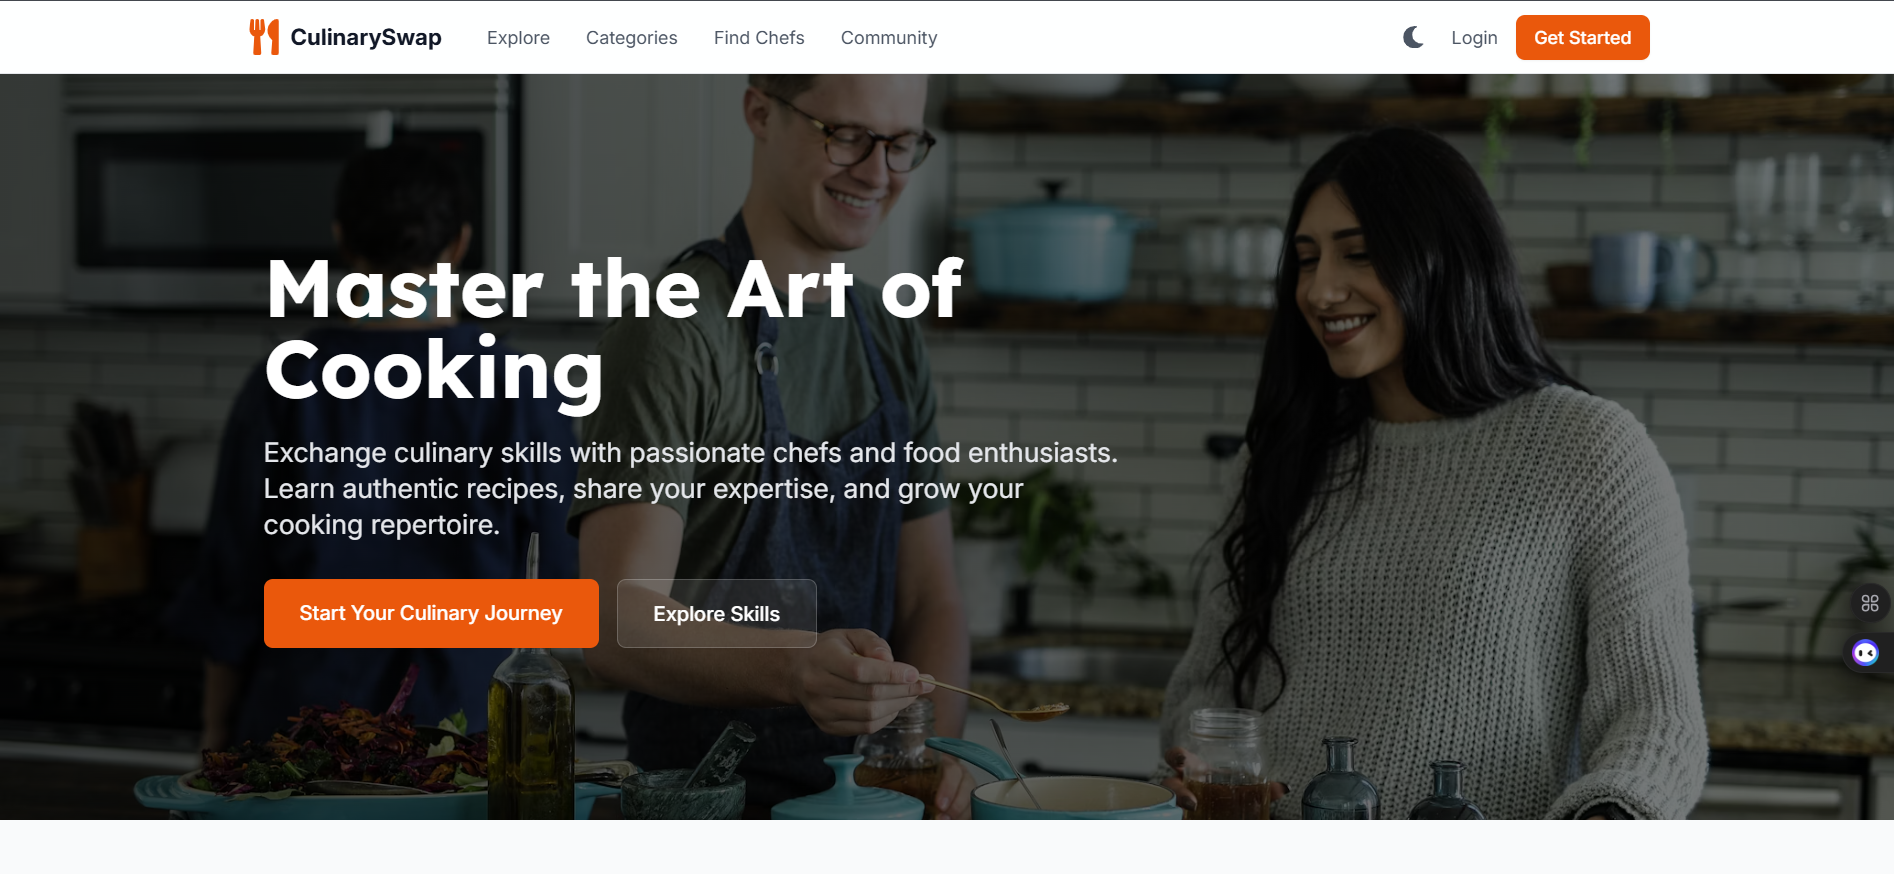 CulinarySwap
Explore
Categories
Find Chefs
Community
Login
Get Started
Master the Art of
Cooking
Exchange culinary skills with passionate chefs and food enthusiasts.
Learn authentic recipes, share your expertise, and grow your
cooking repertoire.
Start Your Culinary Journey
Explore Skills